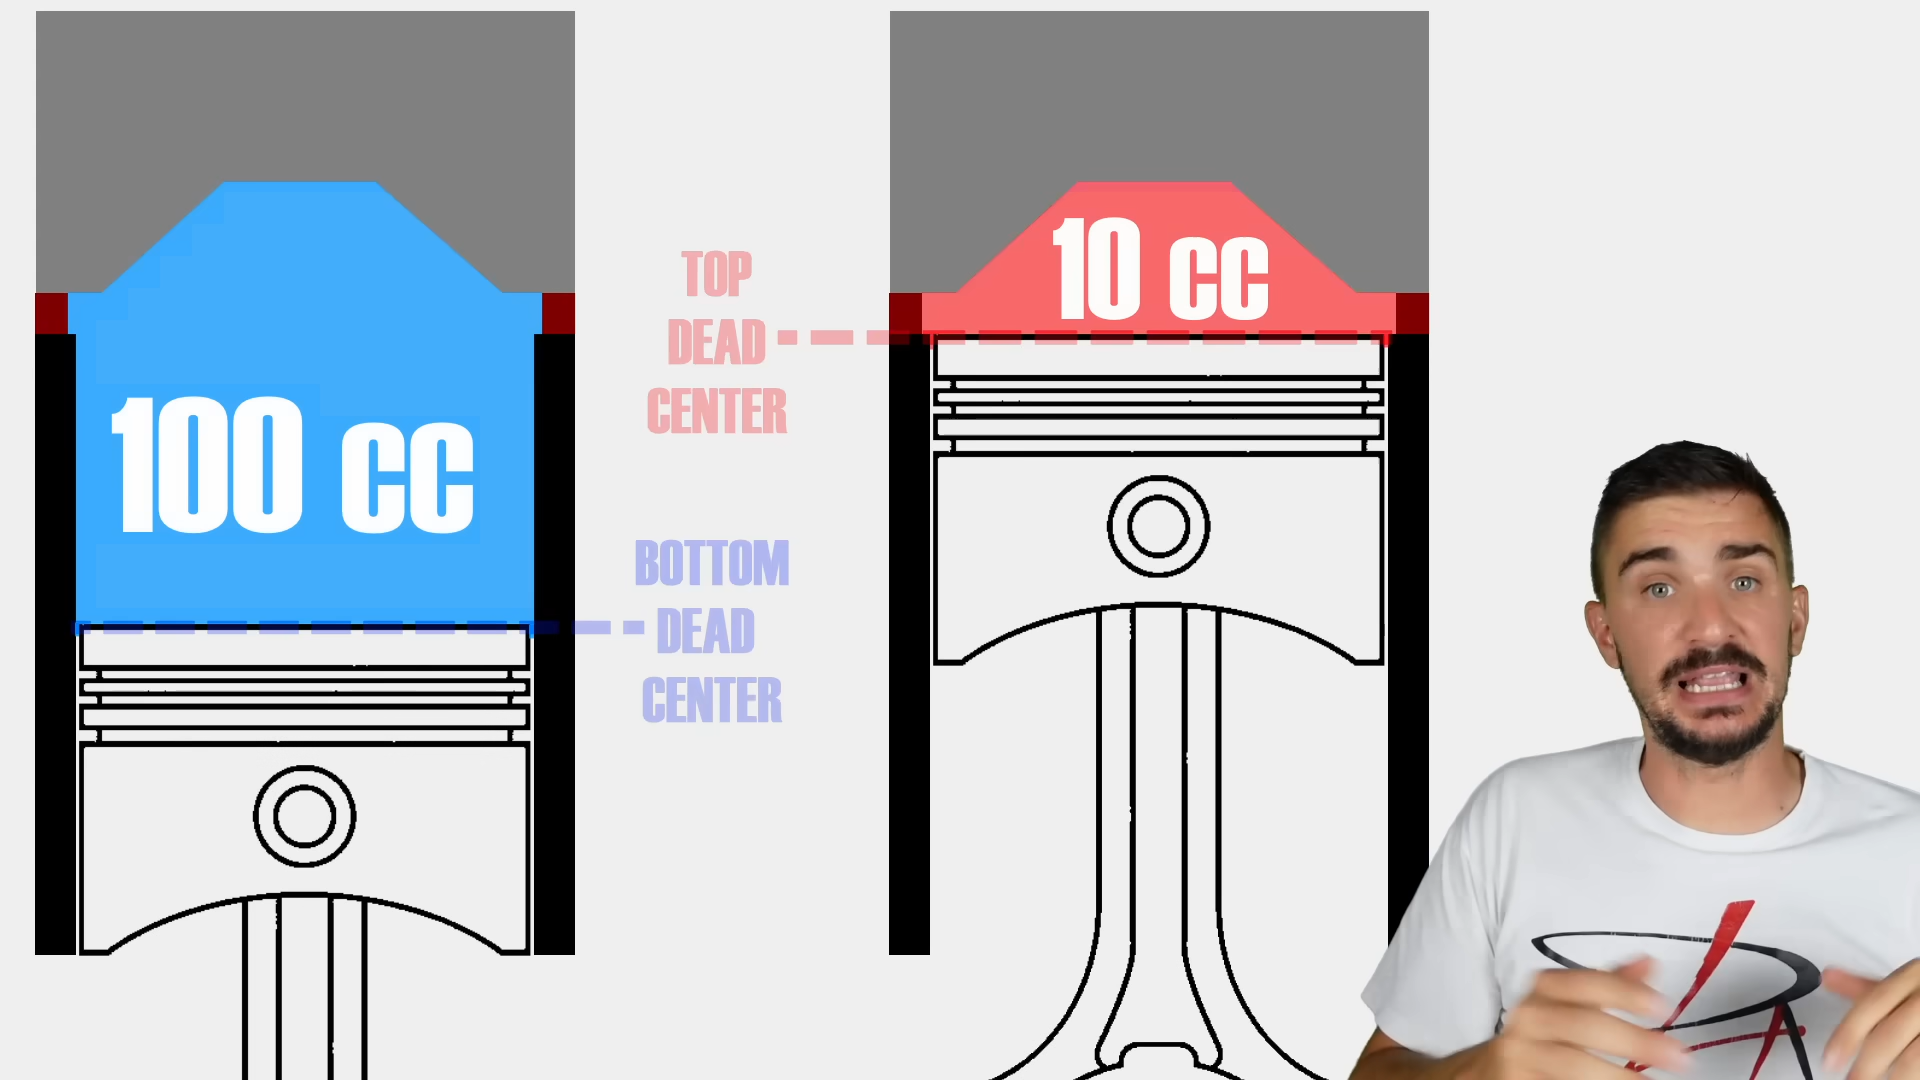 100 cc
TOP
DEAD
CENTER
BOTTOM
DEAD
CENTER
10 cc